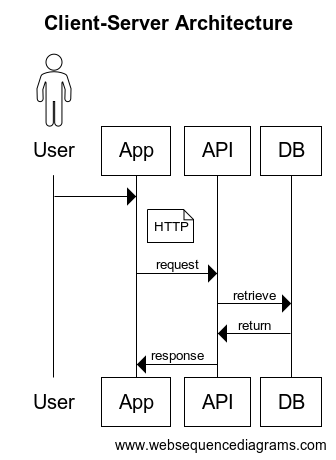 Client-Server Architecture
User App API DB
HTTP
request
retrieve
return
response
User App API DB
www.websequencediagrams.com